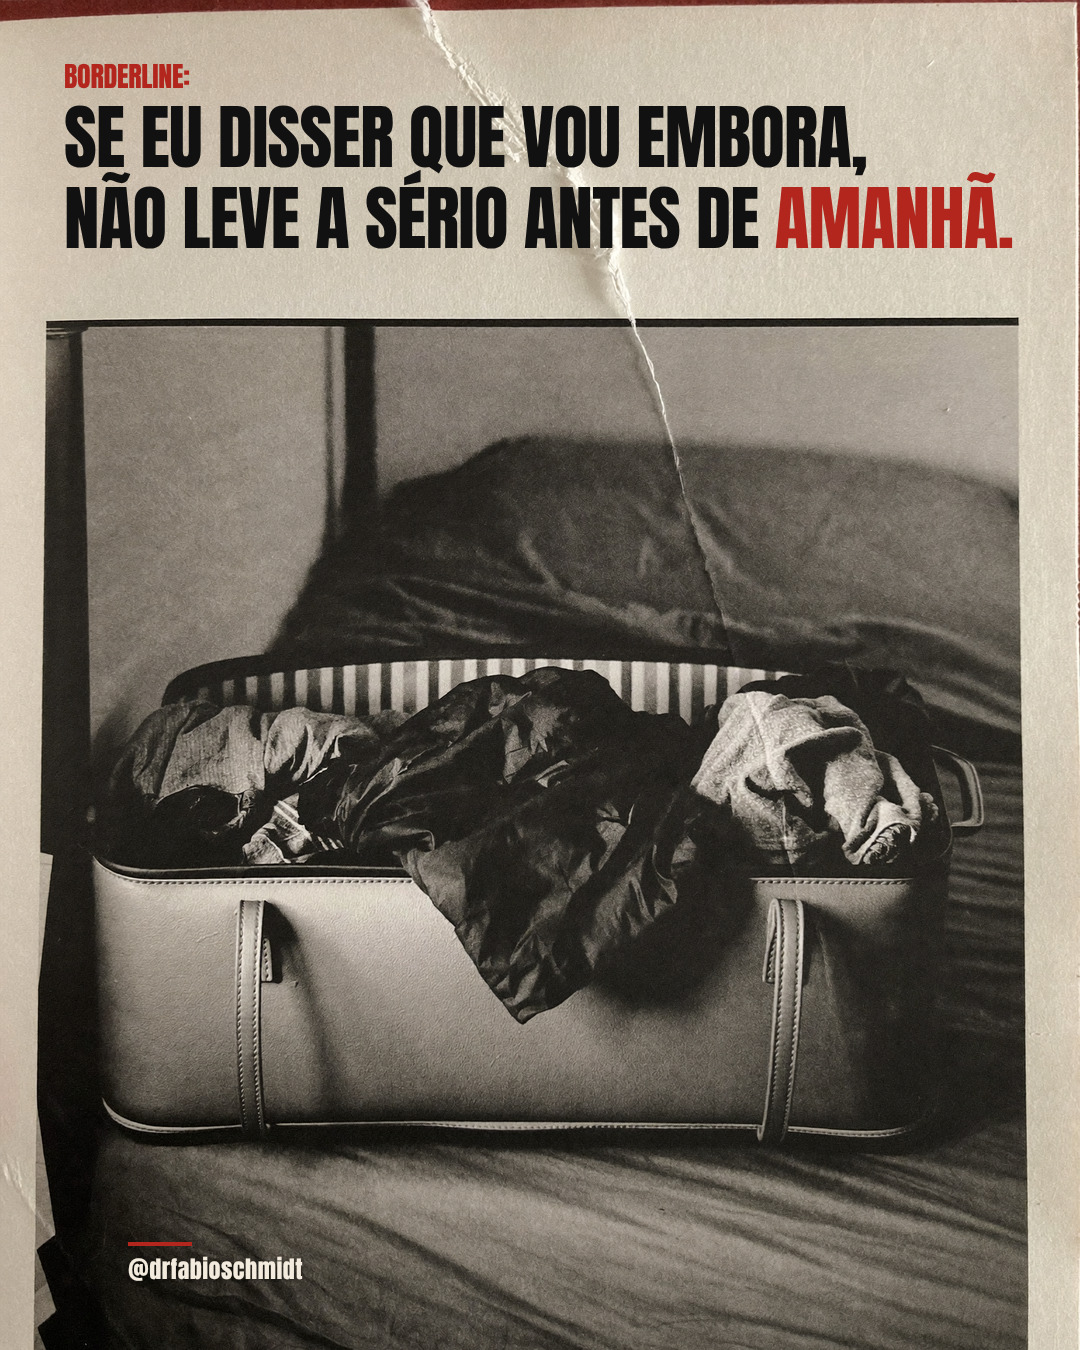 BORDERLINE:
SE EU DISSER QUE VOU EMBORA,
NÃO LEVE A SÉRIO ANTES DE AMANHÃ.
@drfabioschmidt